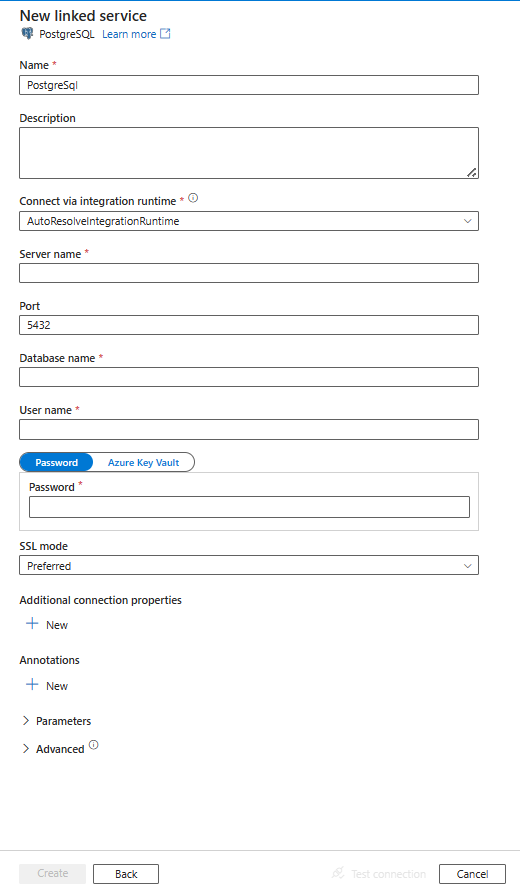 New linked service
PostgreSQL Learn more
Name *
PostgreSql
Description
Connect via integration runtime *
AutoResolveIntegrationRuntime
Server name *
Port
5432
Database name *
User name *
Password Azure Key Vault
Password *
SSL mode
Preferred
Additional connection properties
New
Annotations
New
Parameters
Advanced
Create Back Test connection Cancel